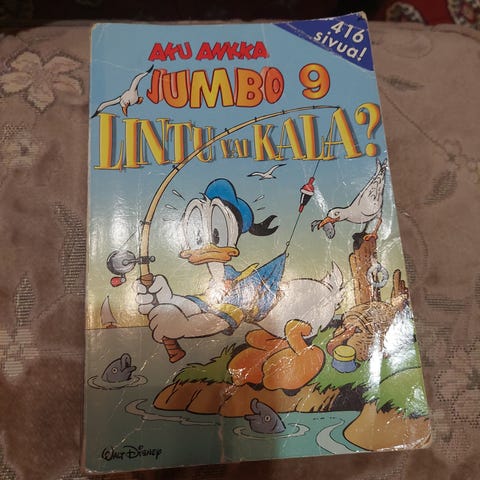 416
sivua!
AKU ANKKA
JUMBO 9
LINTU VAI KALA?
WALT DISNEY